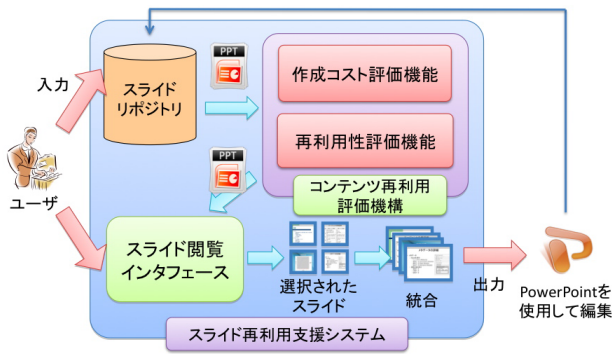 入力
スライド
リポジトリ
PPT
作成コスト評価機能
再利用性評価機能
PPT
コンテンツ再利用
評価機構
ユーザ
スライド閲覧
インタフェース
選択された
スライド
統合
出力
PowerPointを
使用して編集
スライド再利用支援システム